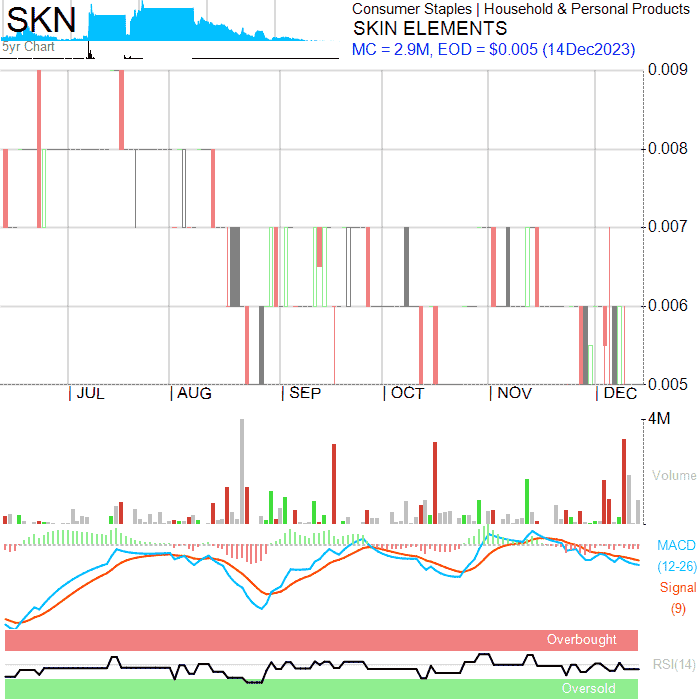 SKN
5yr Chart
Consumer Staples | Household & Personal Products
SKIN ELEMENTS
MC = 2.9M, EOD = $0.005 (14Dec2023)
0.009
0.008
0.007
0.006
0.005
JUL
AUG
SEP
OCT
NOV
DEC
4M
Volume
MACD
(12-26)
Signal
(9)
Overbought
RSI(14)
Oversold